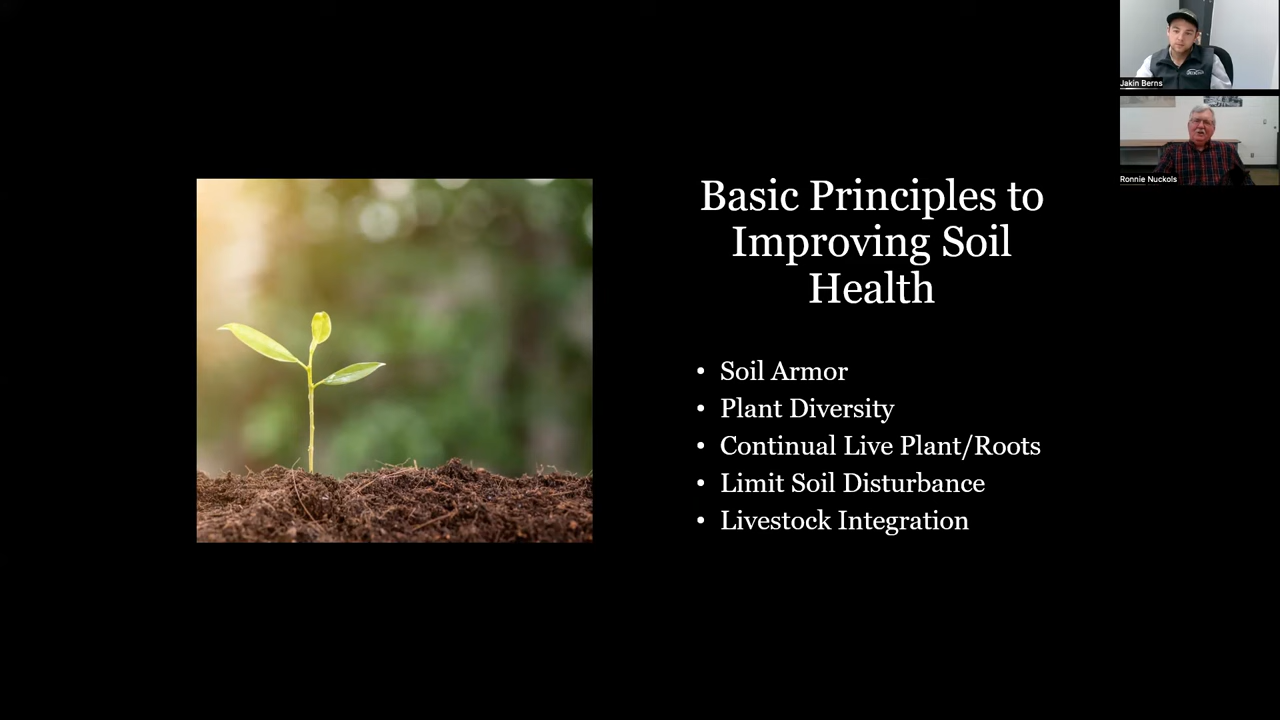 Basic Principles to
Improving Soil
Health
• Soil Armor
• Plant Diversity
• Continual Live Plant/Roots
• Limit Soil Disturbance
• Livestock Integration
Jakin Berns
Ronnie Nuckols